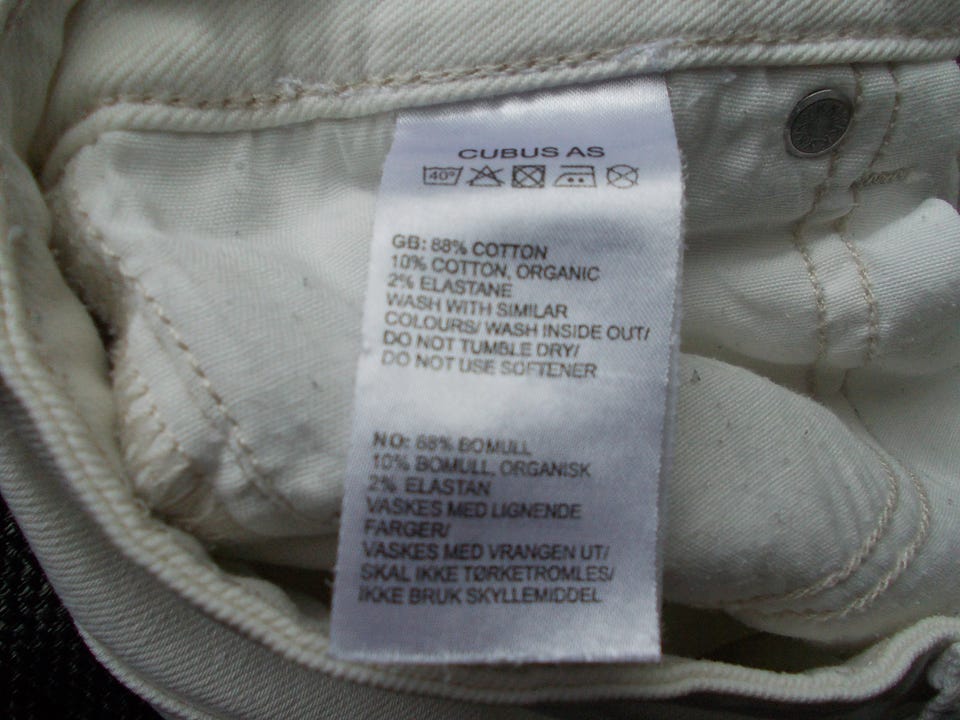 CUBUS AS
40°
GB: 88% COTTON
10% COTTON, ORGANIC
2% ELASTANE
WASH WITH SIMILAR
COLOURS/ WASH INSIDE OUT/
DO NOT TUMBLE DRY/
DO NOT USE SOFTENER
NO: 88% BOMULL
10% BOMULL, ORGANISK
2% ELASTAN
VASKES MED LIGNENDE
FARGER/
VASKES MED VRANGEN UT/
SKAL IKKE TØRKETROMLES/
IKKE BRUK SKYLLEMIDDEL